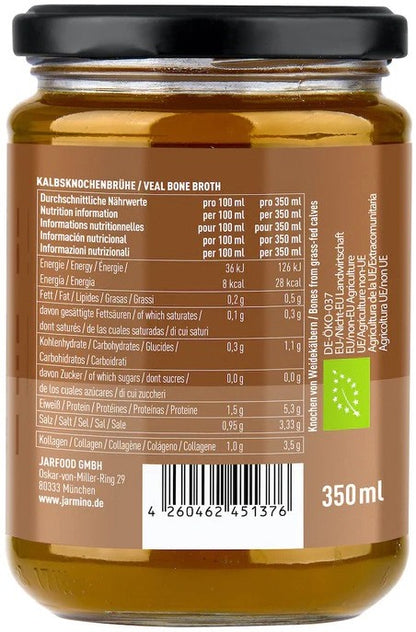 KALBSKNOCHENBRÜHE / VEAL BONE BROTH
Durchschnittliche Nährwerte pro 100 ml pro 350 ml
Nutrition information per 100 ml per 350 ml
Informations nutritionnelles pour 100 ml pour 350 ml
Información nutricional por 100 ml por 350 ml
Informazioni nutrizionali per 100 ml per 350 ml
Energie / Energy / Énergie / 36 kJ 126 kJ
Energía / Energia 8 kcal 28 kcal
Fett / Fat / Lipides / Grasas / Grassi 0,2 g 0,5 g
davon gesättigte Fettsäuren / of which saturates / 0,1 g 0,3 g
dont saturés / de las cuales saturadas / di cui saturi
Kohlenhydrate / Carbohydrates / Glucides / 0,3 g 1,1 g
Carbohidratos / Carboidrati
davon Zucker / of which sugars / dont sucres / 0 g 0 g
de los cuales azúcares / di cui zuccheri
Eiweiß / Protein / Protéines / Proteínas / Proteine 1,5 g 5,3 g
Salz / Salt / Sel / Sal / Sale 0,95 g 3,33 g
Kollagen / Collagen / Collagène / Colágeno / Collagene 1,0 g 3,5 g
JARFOOD GMBH
Oskar-von-Miller-Ring 29
80333 München
www.jarmino.de
4 260462 451376
Knochen von Weidekälbern / Bones from grass-fed calves
DE-ÖKO-037
EU-/Nicht-EU Landwirtschaft
EU/non-EU Agriculture
UE/Agriculture non-UE
Agricultura de la UE/Extracomunitaria
Agricoltura UE/non UE
350 ml